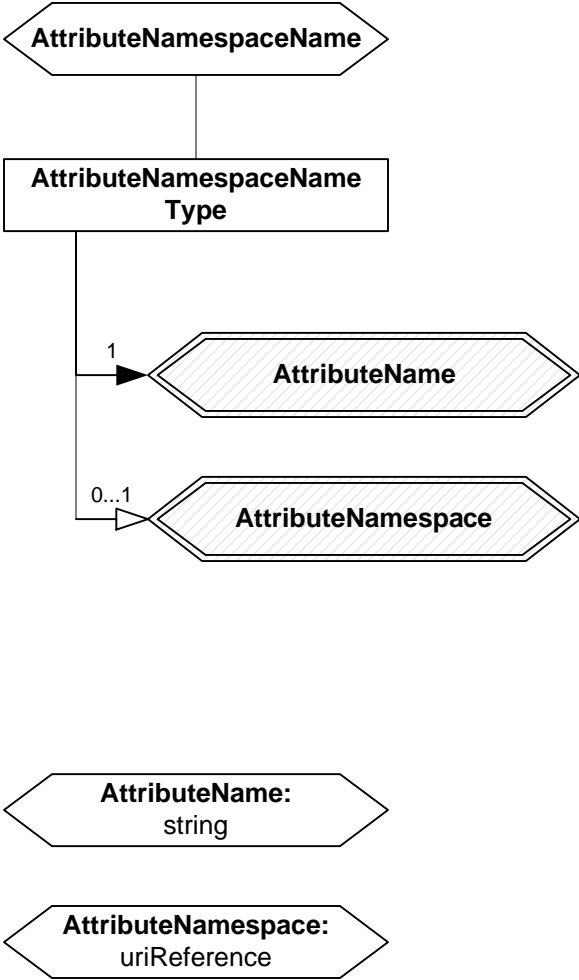 AttributeNamespaceName
AttributeNamespaceName
Type
1
AttributeName
0...1
AttributeNamespace
AttributeName:
string
AttributeNamespace:
uriReference